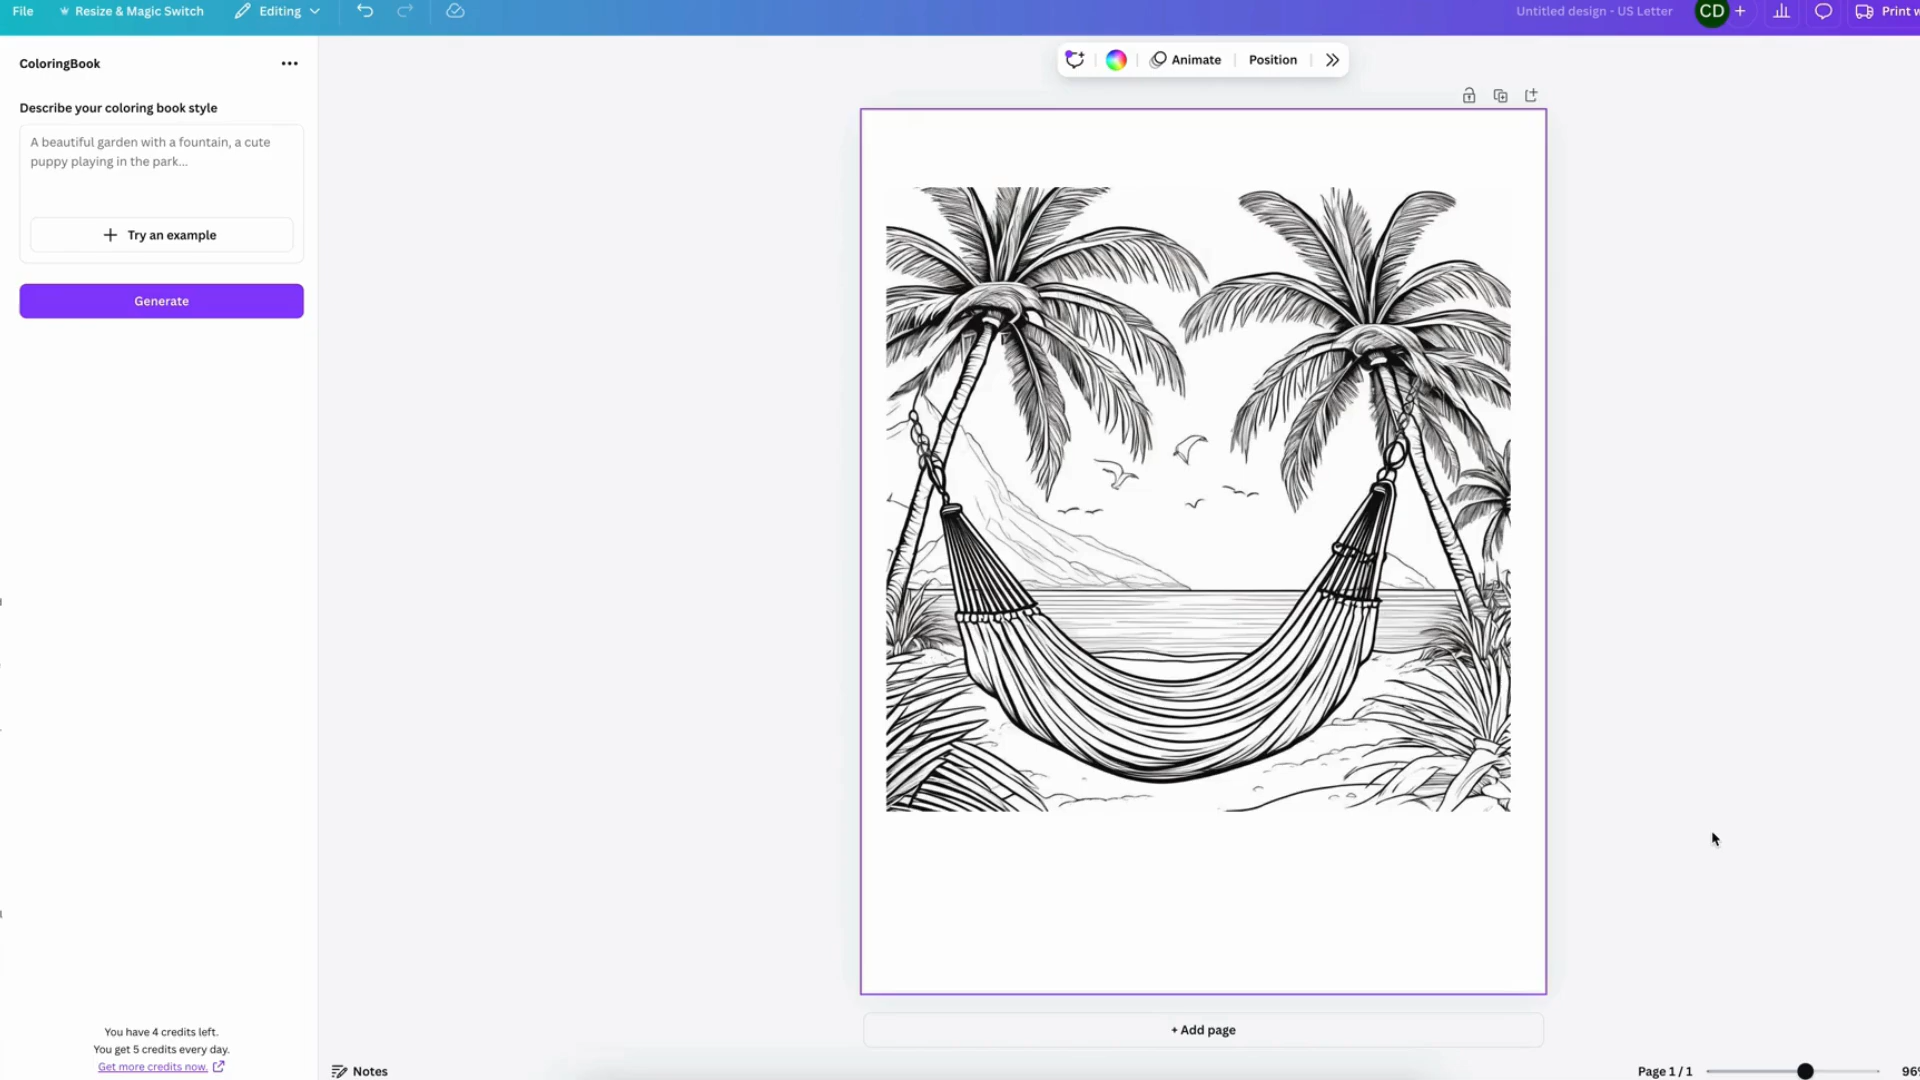 File
Resize & Magic Switch
Editing
Untitled design - US Letter
CD
Print
ColoringBook
Animate
Position
Describe your coloring book style
A beautiful garden with a fountain, a cute
puppy playing in the park...
Try an example
Generate
You have 4 credits left.
You get 5 credits every day.
Get more credits now.
+ Add page
Notes
Page 1 / 1
96%